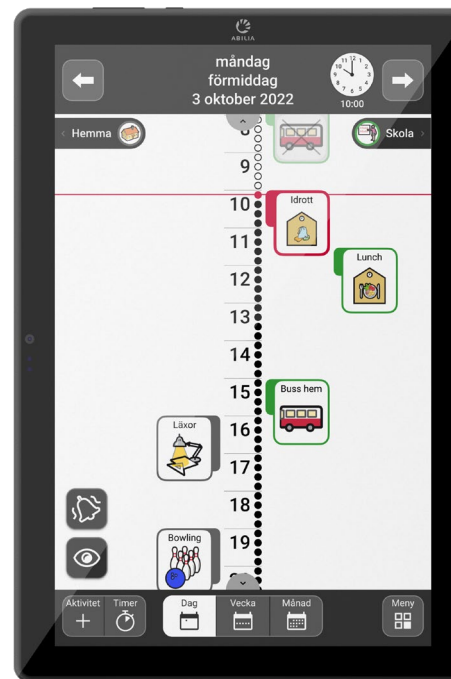 ABILIA
måndag
förmiddag
3 oktober 2022
10:00
Hemma
Skola
9
10
Idrott
11
Lunch
12
13
14
15
Buss hem
16
Läxor
17
18
19
Bowling
Aktivitet
Timer
Dag
Vecka
Månad
Meny